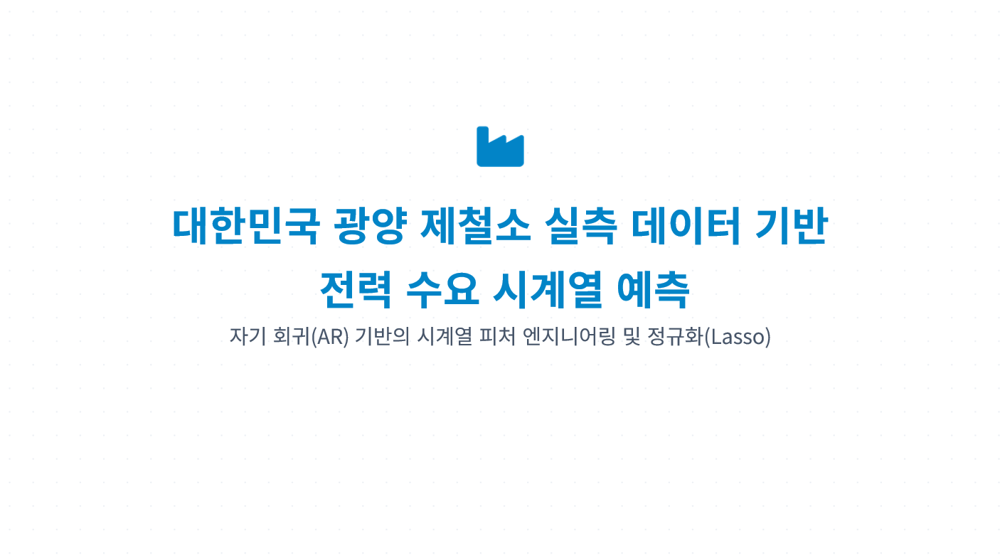 대한민국 광양 제철소 실측 데이터 기반
전력 수요 시계열 예측
자기 회귀(AR) 기반의 시계열 피처 엔지니어링 및 정규화(Lasso)